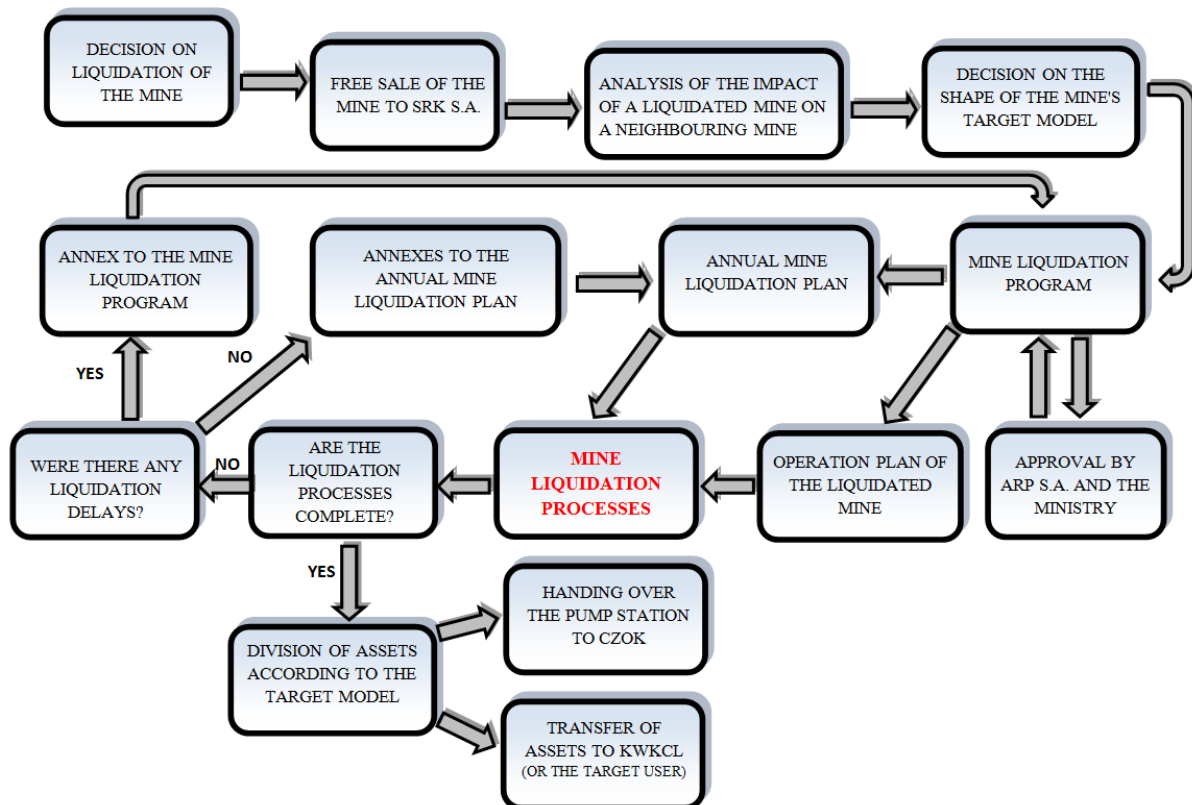 DECISION ON
LIQUIDATION OF
THE MINE
FREE SALE OF THE
MINE TO SRK S.A.
ANALYSIS OF THE IMPACT
OF A LIQUIDATED MINE ON
A NEIGHBOURING MINE
DECISION ON THE
SHAPE OF THE MINE'S
TARGET MODEL
ANNEX TO THE MINE
LIQUIDATION
PROGRAM
ANNEXES TO THE
ANNUAL MINE
LIQUIDATION PLAN
ANNUAL MINE
LIQUIDATION PLAN
MINE LIQUIDATION
PROGRAM
YES
NO
WERE THERE ANY
LIQUIDATION
DELAYS?
NO
ARE THE
LIQUIDATION
PROCESSES
COMPLETE?
MINE
LIQUIDATION
PROCESSES
OPERATION PLAN OF
THE LIQUIDATED
MINE
APPROVAL BY
ARP S.A. AND THE
MINISTRY
YES
DIVISION OF ASSETS
ACCORDING TO THE
TARGET MODEL
HANDING OVER
THE PUMP STATION
TO CZOK
TRANSFER OF
ASSETS TO KWKCL
(OR THE TARGET USER)